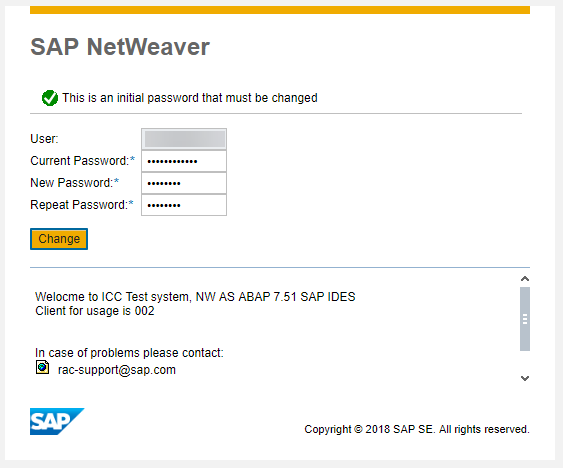 SAP NetWeaver
This is an initial password that must be changed
User:
Current Password:* ••••••••••••
New Password:* ••••••••
Repeat Password:* ••••••••
Change
Welocme to ICC Test system, NW AS ABAP 7.51 SAP IDES
Client for usage is 002
In case of problems please contact:
rac-support@sap.com
SAP
Copyright © 2018 SAP SE. All rights reserved.